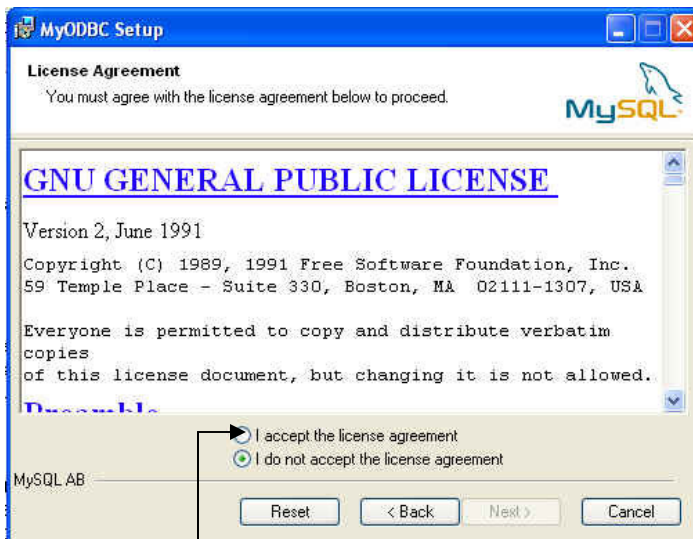 MyODBC Setup
License Agreement
You must agree with the license agreement below to proceed.
MySQL
GNU GENERAL PUBLIC LICENSE
Version 2, June 1991
Copyright (C) 1989, 1991 Free Software Foundation, Inc.
59 Temple Place - Suite 330, Boston, MA 02111-1307, USA
Everyone is permitted to copy and distribute verbatim
copies
of this license document, but changing it is not allowed.
Preamble
I accept the license agreement
I do not accept the license agreement
MySQL AB
Reset
< Back
Next >
Cancel